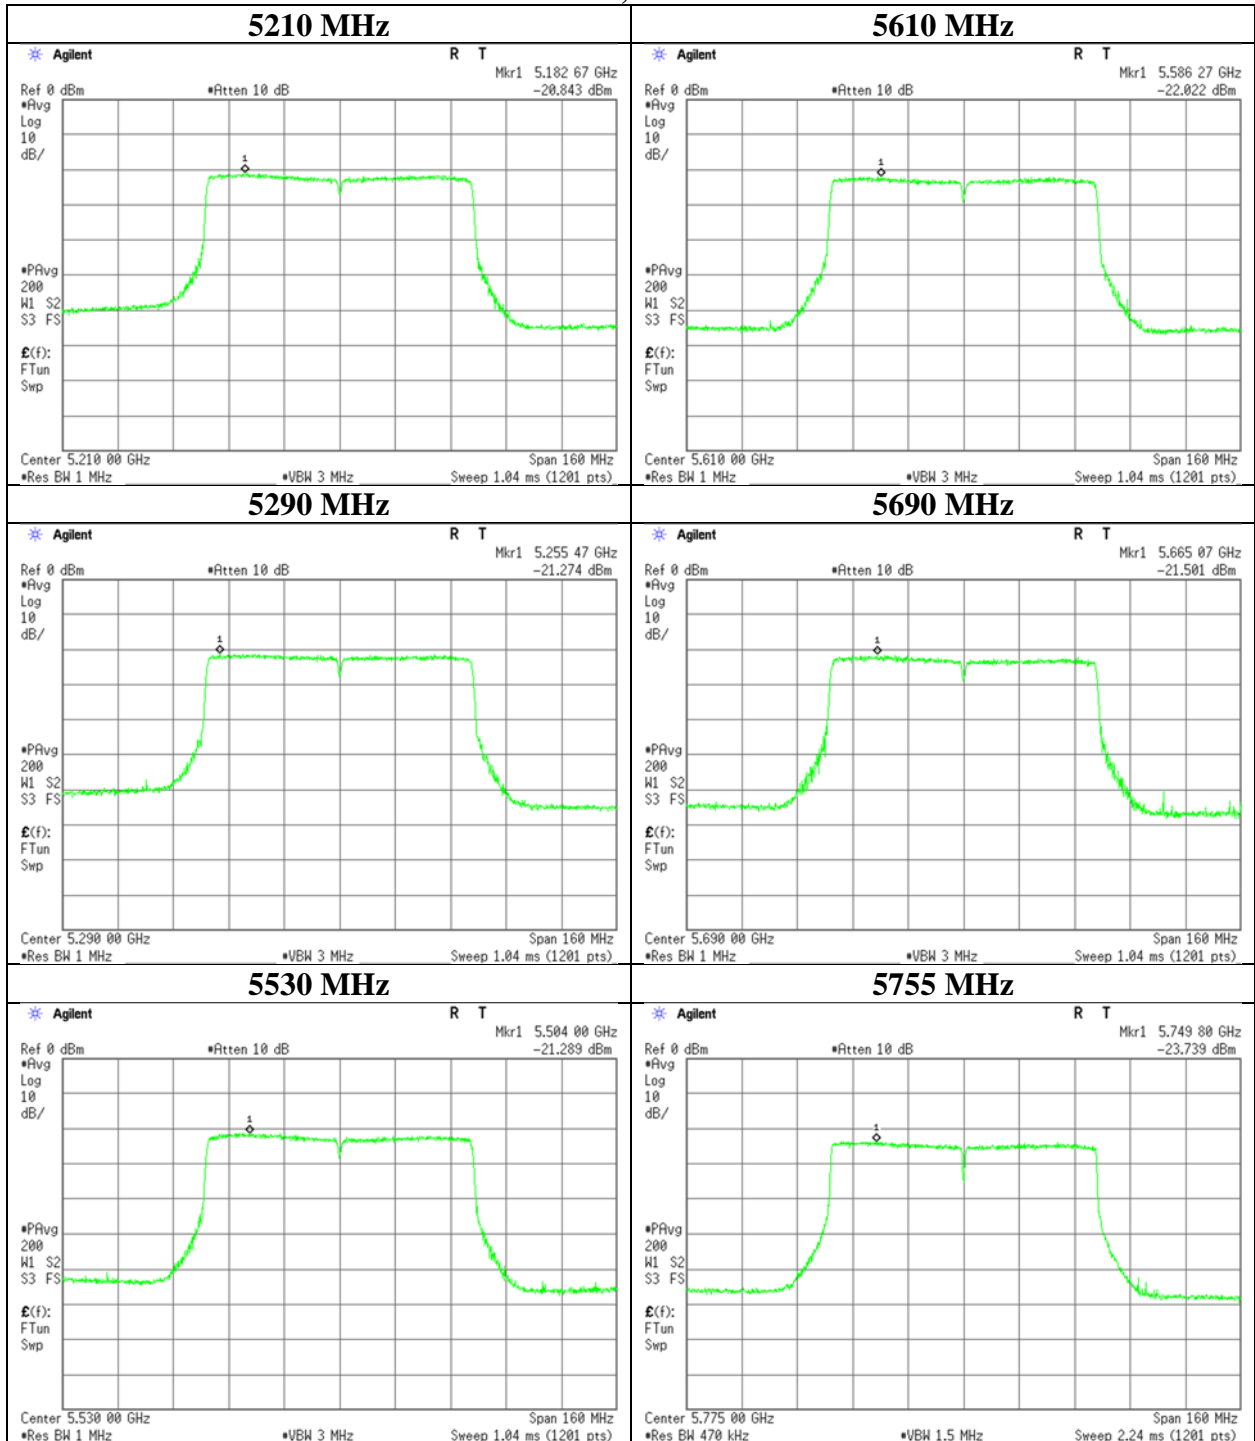 5210 MHz
Agilent R T
Mkr1 5.182 67 GHz
Ref 0 dBm #Atten 10 dB -20.843 dBm
#Avg
Log
10
dB/
1
#PAvg
200
W1 S2
S3 FS
£(f):
FTun
Swp
Center 5.210 00 GHz Span 160 MHz
#Res BW 1 MHz #VBW 3 MHz Sweep 1.04 ms (1201 pts)
5610 MHz
Agilent R T
Mkr1 5.586 27 GHz
Ref 0 dBm #Atten 10 dB -22.022 dBm
#Avg
Log
10
dB/
1
#PAvg
200
W1 S2
S3 FS
£(f):
FTun
Swp
Center 5.610 00 GHz Span 160 MHz
#Res BW 1 MHz #VBW 3 MHz Sweep 1.04 ms (1201 pts)
5290 MHz
Agilent R T
Mkr1 5.255 47 GHz
Ref 0 dBm #Atten 10 dB -21.274 dBm
#Avg
Log
10
dB/
1
#PAvg
200
W1 S2
S3 FS
£(f):
FTun
Swp
Center 5.290 00 GHz Span 160 MHz
#Res BW 1 MHz #VBW 3 MHz Sweep 1.04 ms (1201 pts)
5690 MHz
Agilent R T
Mkr1 5.665 07 GHz
Ref 0 dBm #Atten 10 dB -21.501 dBm
#Avg
Log
10
dB/
1
#PAvg
200
W1 S2
S3 FS
£(f):
FTun
Swp
Center 5.690 00 GHz Span 160 MHz
#Res BW 1 MHz #VBW 3 MHz Sweep 1.04 ms (1201 pts)
5530 MHz
Agilent R T
Mkr1 5.504 00 GHz
Ref 0 dBm #Atten 10 dB -21.289 dBm
#Avg
Log
10
dB/
1
#PAvg
200
W1 S2
S3 FS
£(f):
FTun
Swp
Center 5.530 00 GHz Span 160 MHz
#Res BW 1 MHz #VBW 3 MHz Sweep 1.04 ms (1201 pts)
5755 MHz
Agilent R T
Mkr1 5.749 80 GHz
Ref 0 dBm #Atten 10 dB -23.739 dBm
#Avg
Log
10
dB/
1
#PAvg
200
W1 S2
S3 FS
£(f):
FTun
Swp
Center 5.775 00 GHz Span 160 MHz
#Res BW 470 kHz #VBW 1.5 MHz Sweep 2.24 ms (1201 pts)